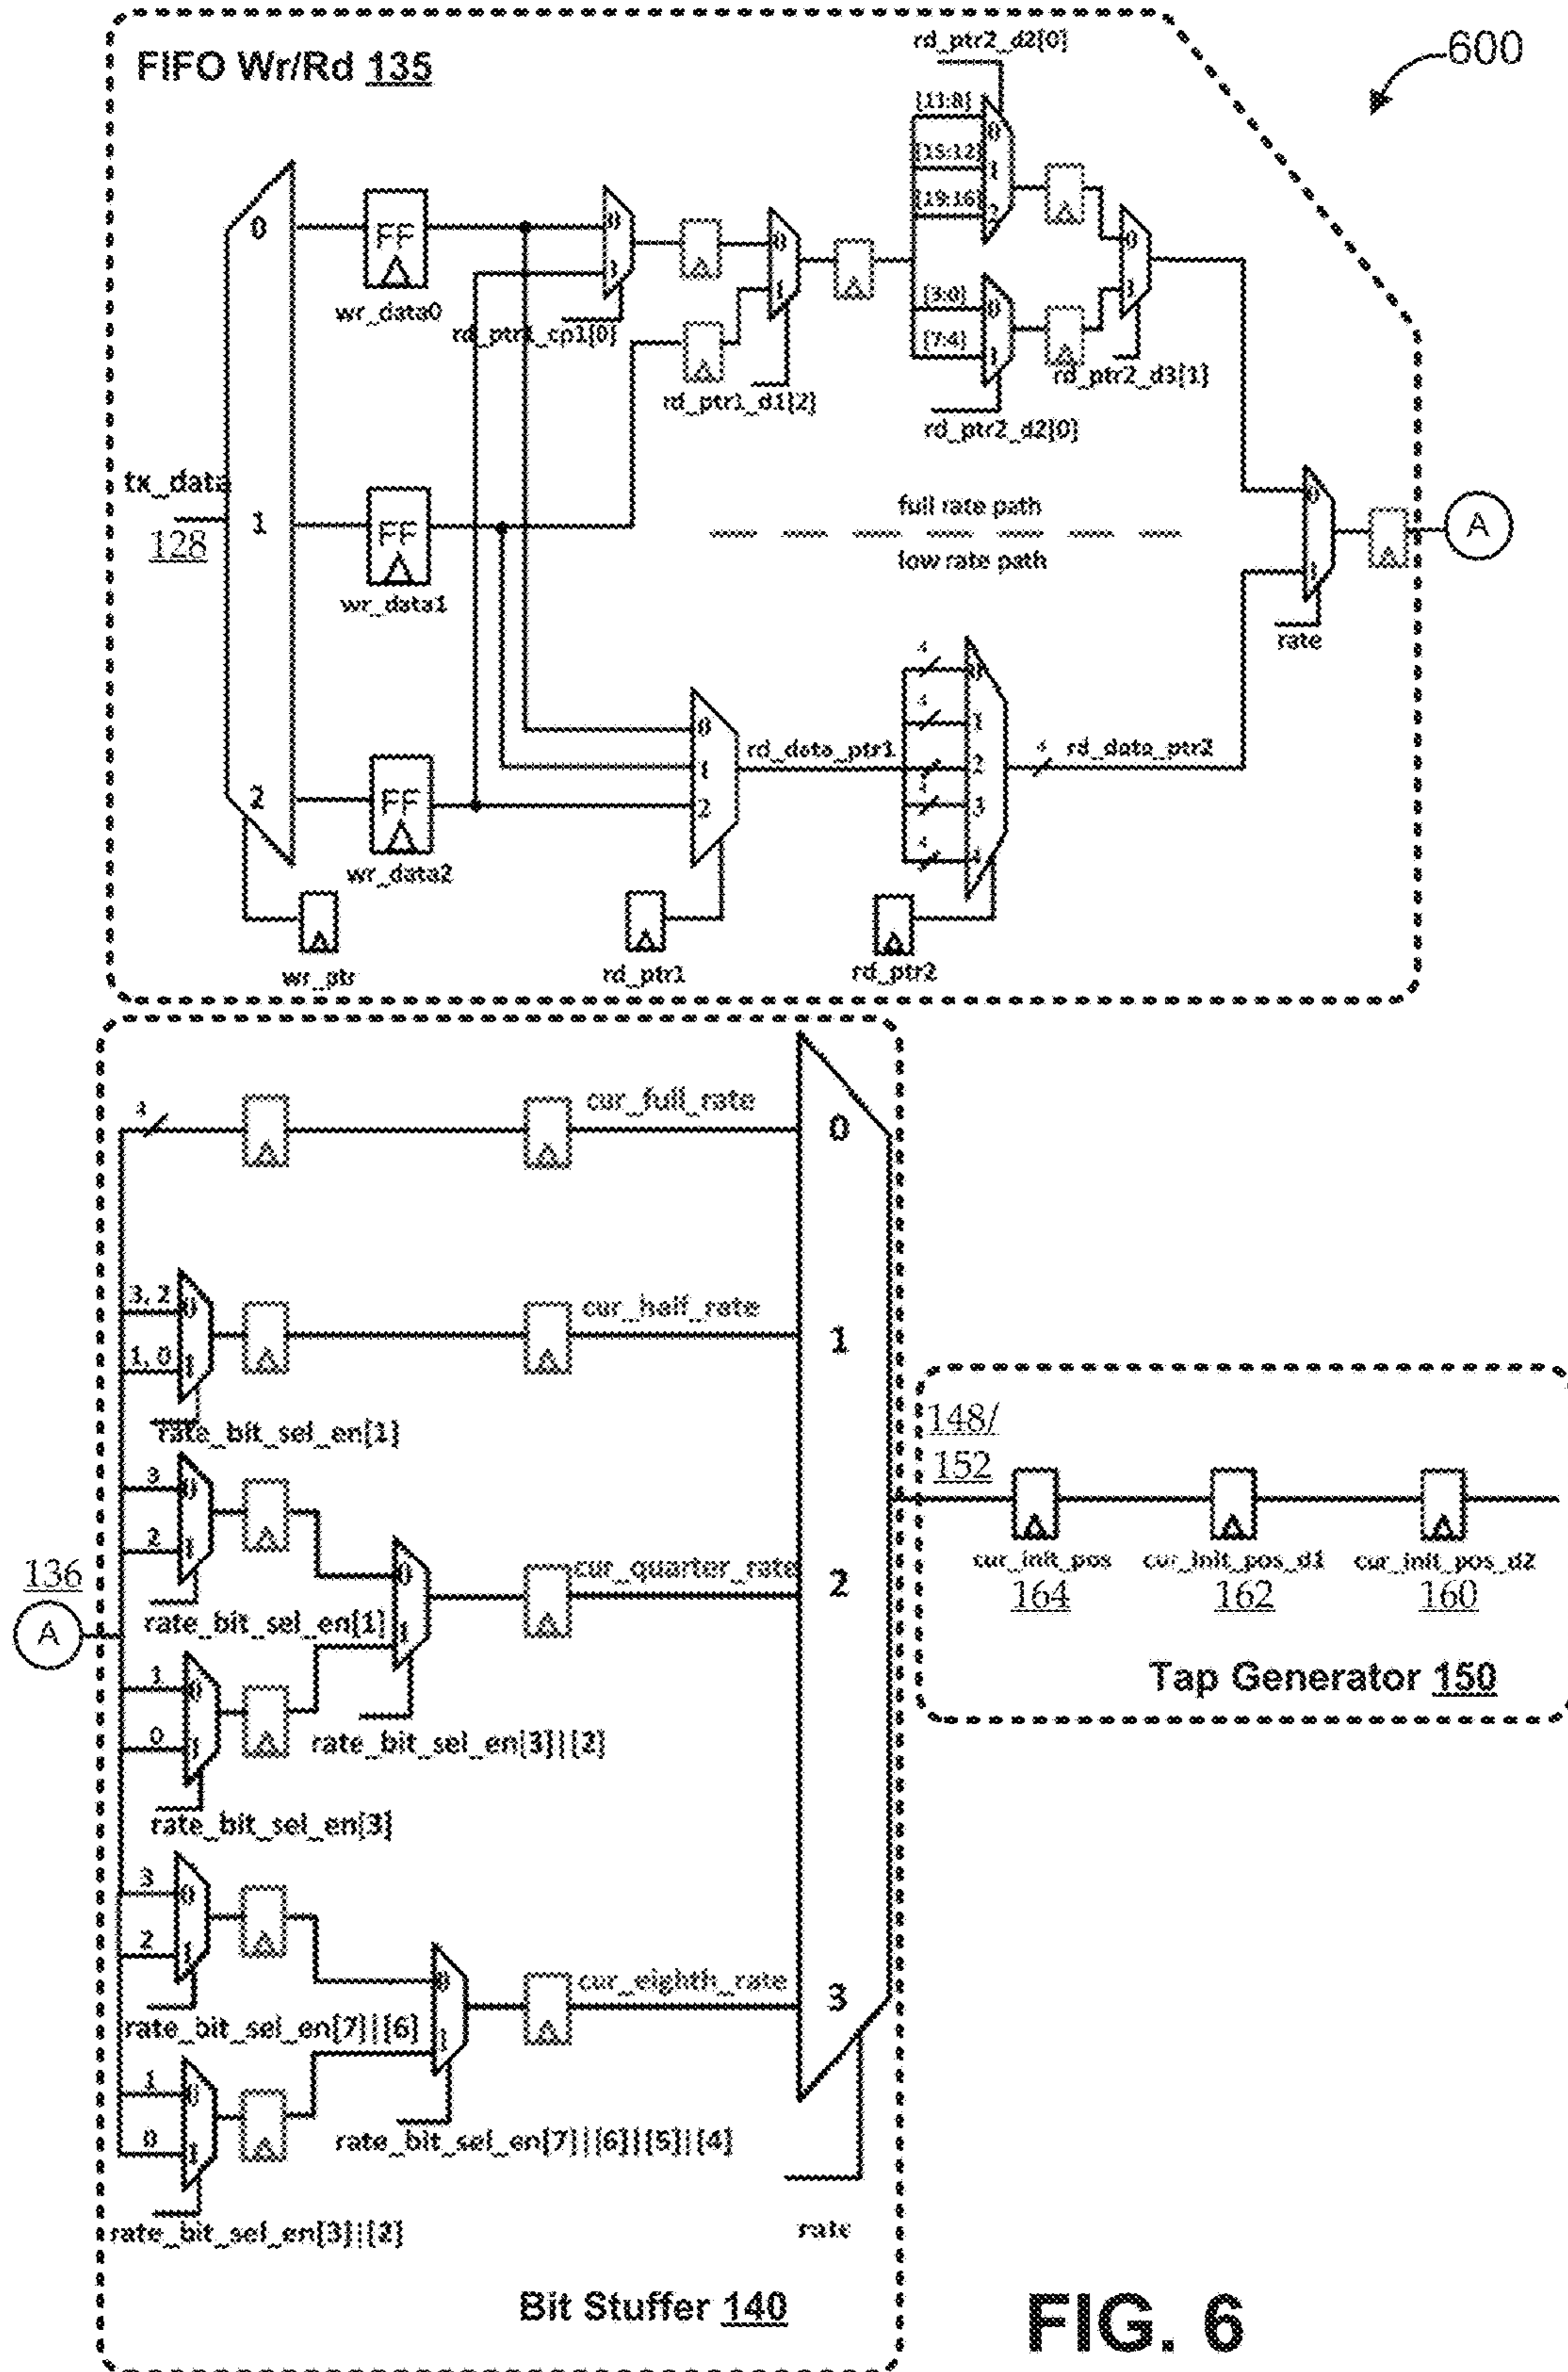 600
FIFO Wr/Rd 135
rd_ptr2_d2[0]
[11:8]
0
[15:12]
1
[19:16]
2
0
FF
wr_data0
0
1
rd_ptr1_cp1[0]
0
1
rd_ptr1_d1[2]
[3:0]
0
[7:4]
1
rd_ptr2_d2[0]
0
1
rd_ptr2_d3[1]
tx_data
128
1
FF
wr_data1
full rate path
low rate path
0
1
rate
A
2
FF
wr_data2
0
1
2
rd_data_ptr1
4
4
1
2
3
4
4
4
rd_data_ptr2
wr_ptr
rd_ptr1
rd_ptr2
4
cur_full_rate
0
3, 2
0
1, 0
1
cur_half_rate
1
rate_bit_sel_en[1]
3
0
2
1
rate_bit_sel_en[1]
0
1
cur_quarter_rate
2
136
A
1
0
0
1
rate_bit_sel_en[3]|[2]
rate_bit_sel_en[3]
3
0
2
1
rate_bit_sel_en[7]|[6]
0
1
cur_eighth_rate
3
1
0
0
1
rate_bit_sel_en[7]|[6]|[5]|[4]
rate_bit_sel_en[3]|[2]
rate
Bit Stuffer 140
148/
152
cur_init_pos
164
cur_init_pos_d1
162
cur_init_pos_d2
160
Tap Generator 150
FIG. 6